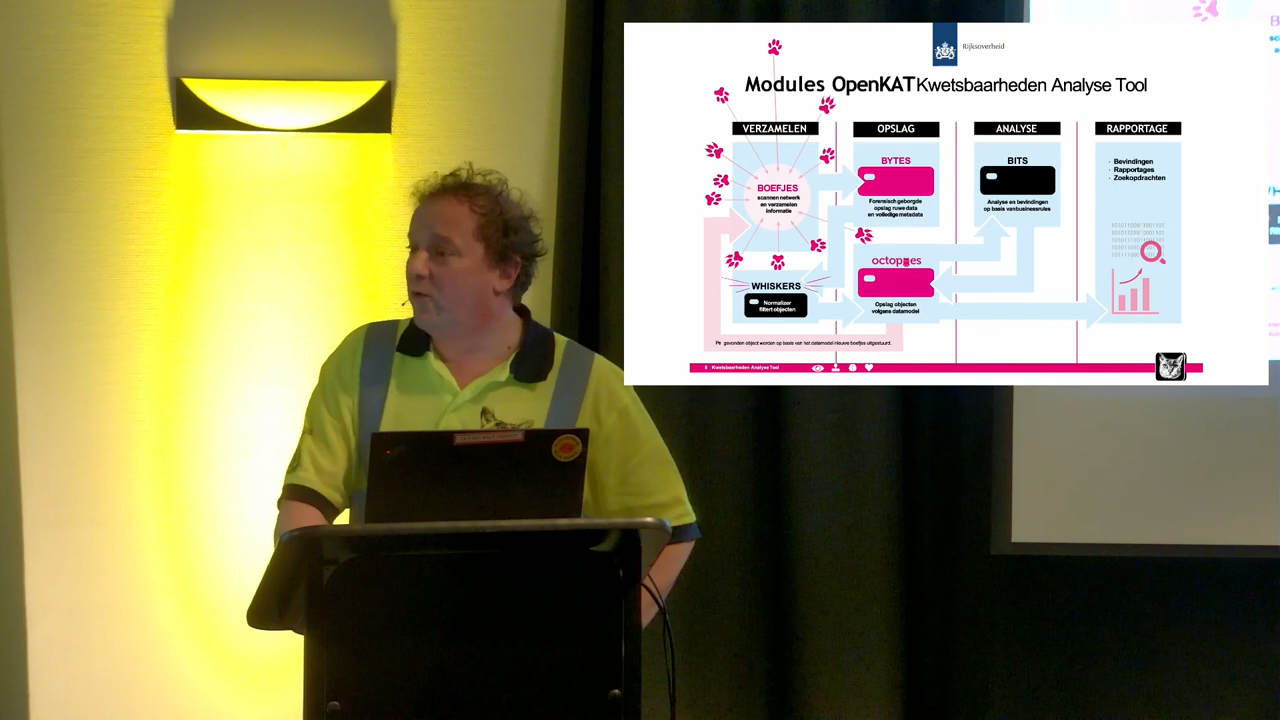 Rijksoverheid
Modules OpenKAT Kwetsbaarheden Analyse Tool
VERZAMELEN
OPSLAG
ANALYSE
RAPPORTAGE
BOEFJES
scannen netwerk
en verzamelen
informatie
WHISKERS
Normalizer
filtert objecten
BYTES
Forensisch geborgde
opslag ruwe data
en volledige metadata
octopoes
Opslag objecten
volgens datamodel
BITS
Analyse en bevindingen
op basis vanbusinessrules
· Bevindingen
· Rapportages
· Zoekopdrachten
Per gevonden object worden op basis van het datamodel nieuwe boefjes uitgestuurd.
8 Kwetsbaarheden Analyse Tool